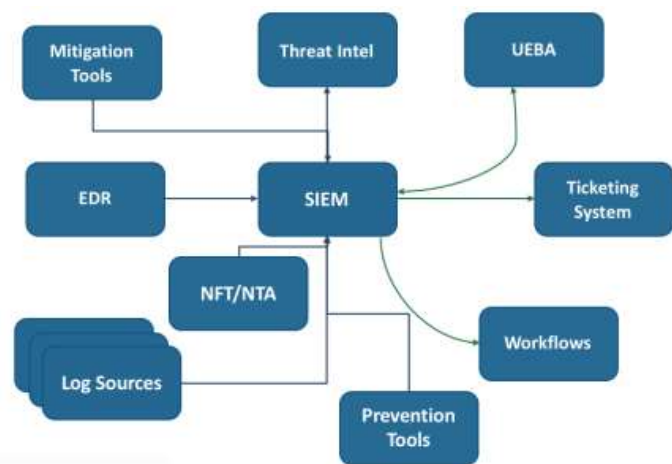 Mitigation
Tools
Threat Intel
UEBA
EDR
SIEM
Ticketing
System
NFT/NTA
Log Sources
Workflows
Prevention
Tools